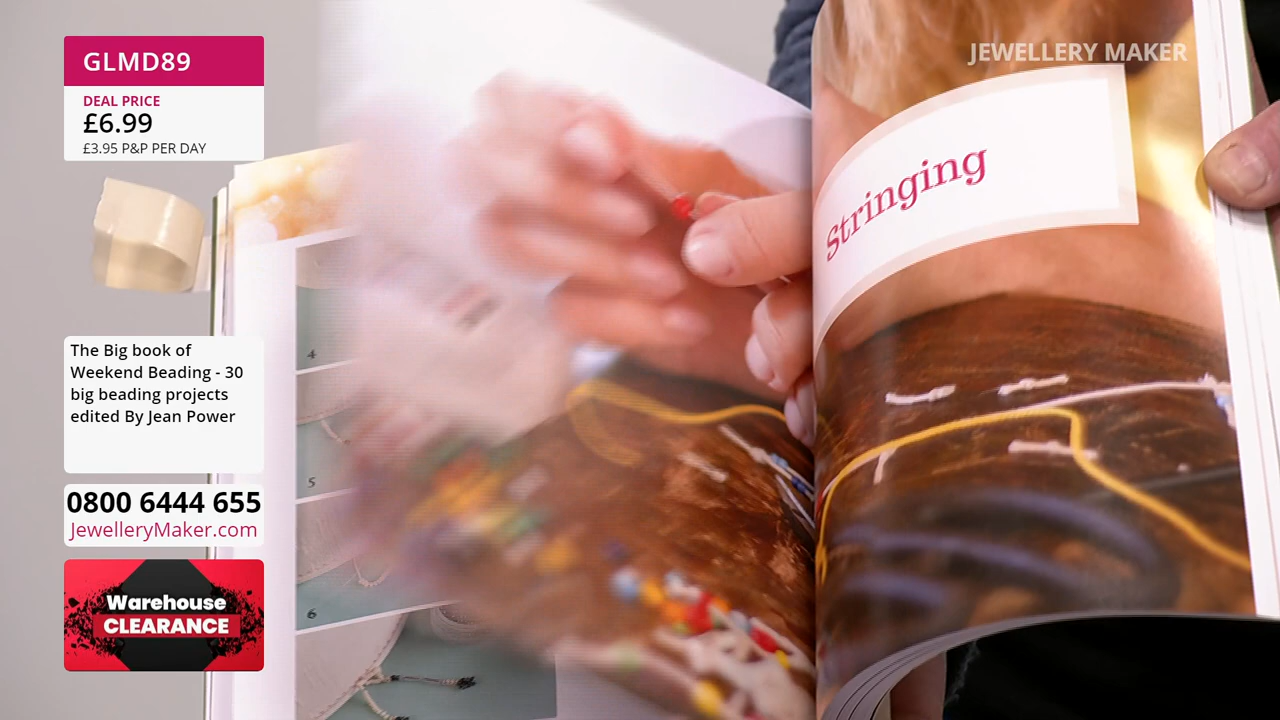 GLMD89
DEAL PRICE
£6.99
£3.95 P&P PER DAY
JEWELLERY MAKER
Stringing
4
The Big book of
Weekend Beading - 30
big beading projects
edited By Jean Power
5
0800 6444 655
JewelleryMaker.com
Warehouse
CLEARANCE
6